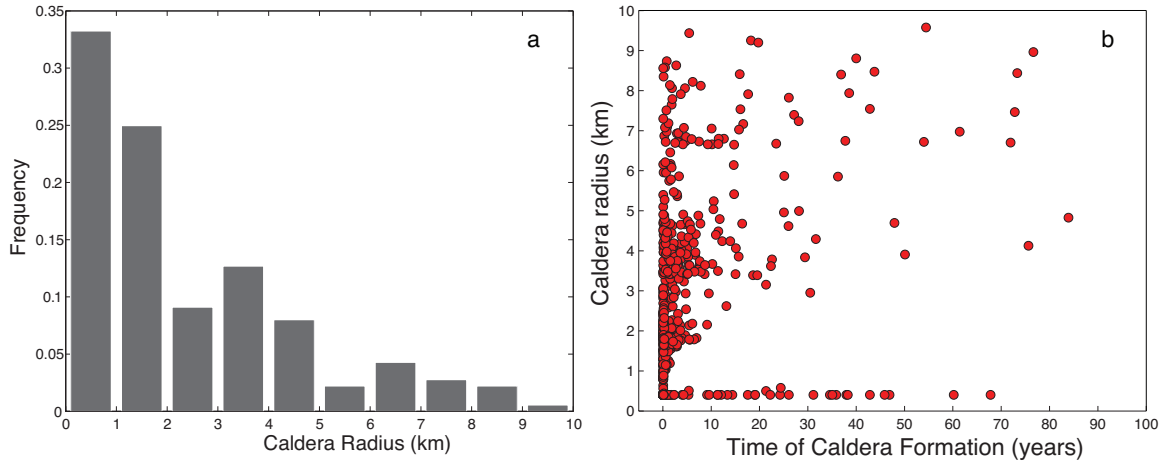 a
Frequency
0.35
0.3
0.25
0.2
0.15
0.1
0.05
0
0 1 2 3 4 5 6 7 8 9 10
Caldera Radius (km)
b
Caldera radius (km)
10
9
8
7
6
5
4
3
2
1
0
0 10 20 30 40 50 60 70 80 90 100
Time of Caldera Formation (years)